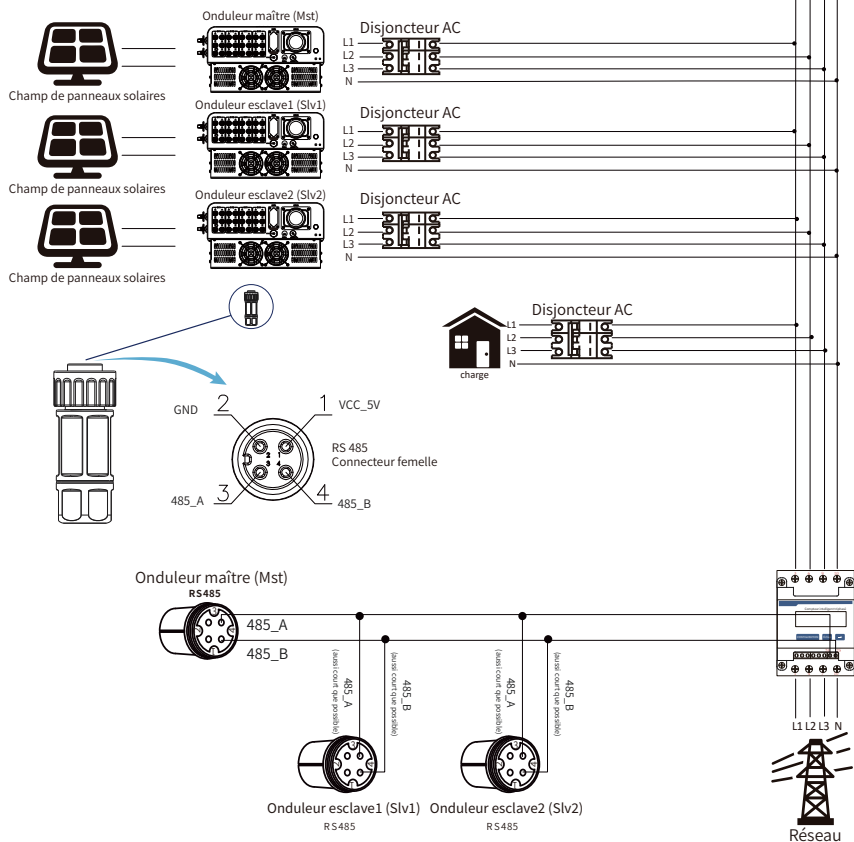 Onduleur maître (Mst)
Disjoncteur AC
L1
L2
L3
N
Champ de panneaux solaires
Onduleur esclave1 (Slv1)
Disjoncteur AC
L1
L2
L3
N
Champ de panneaux solaires
Onduleur esclave2 (Slv2)
Disjoncteur AC
L1
L2
L3
N
Champ de panneaux solaires
Disjoncteur AC
L1
L2
L3
N
charge
GND
2
1
VCC_5V
2
1
3
4
RS 485
Connecteur femelle
485_A
3
4
485_B
Onduleur maître (Mst)
RS485
485_A
485_B
485_A
(aussi court que possible)
485_B
(aussi court que possible)
485_A
(aussi court que possible)
485_B
(aussi court que possible)
L1 L2 L3 N
Onduleur esclave1 (Slv1)
RS485
Onduleur esclave2 (Slv2)
RS485
Réseau